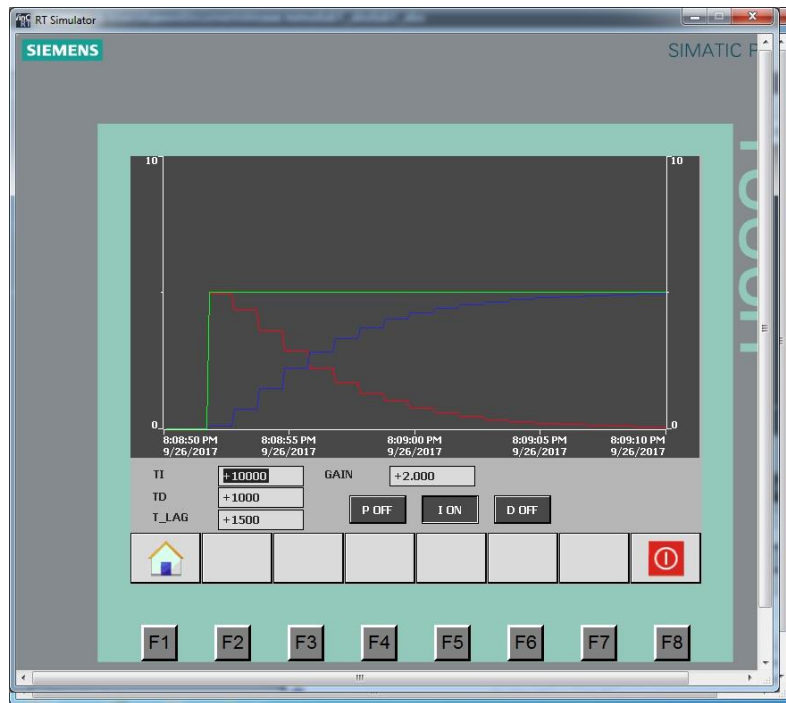 RT Simulator
SIEMENS
SIMATIC P
10 10
0 0
8:08:50 PM 8:08:55 PM 8:09:00 PM 8:09:05 PM 8:09:10 PM
9/26/2017 9/26/2017 9/26/2017 9/26/2017 9/26/2017
TI +10000 GAIN +2.000
TD +1000
T_LAG +1500
P OFF I ON D OFF
F1 F2 F3 F4 F5 F6 F7 F8